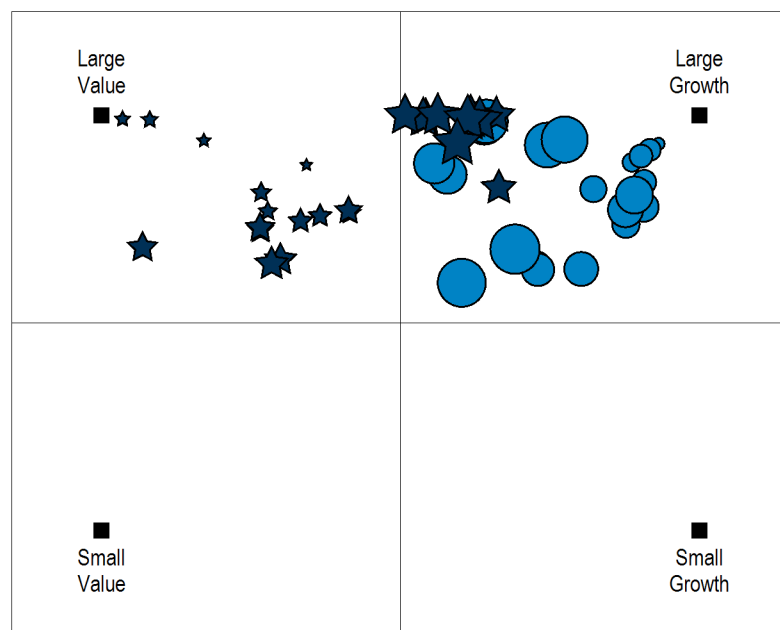 Large
Value
Large
Growth
Small
Value
Small
Growth